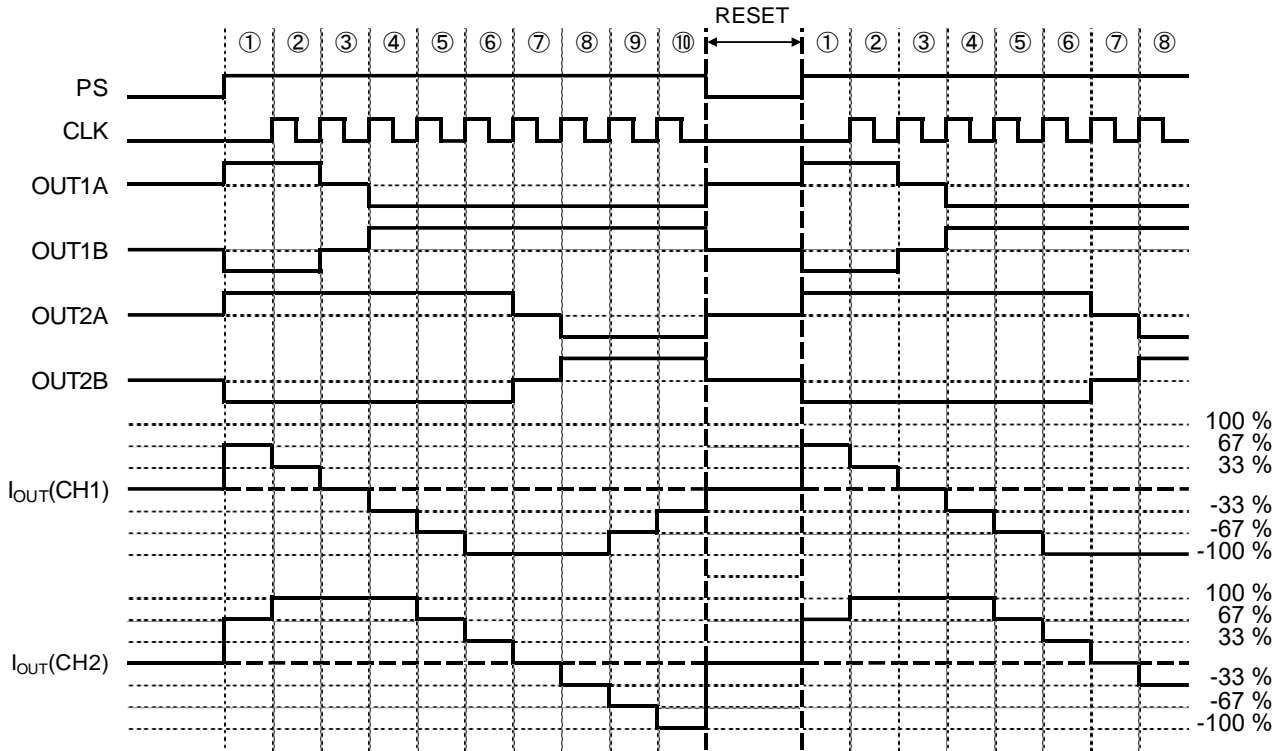 RESET
① ② ③ ④ ⑤ ⑥ ⑦ ⑧ ⑨ ⑩ ① ② ③ ④ ⑤ ⑥ ⑦ ⑧
PS
CLK
OUT1A
OUT1B
OUT2A
OUT2B
100 %
67 %
33 %
IOUT(CH1)
-33 %
-67 %
-100 %
100 %
67 %
33 %
IOUT(CH2)
-33 %
-67 %
-100 %